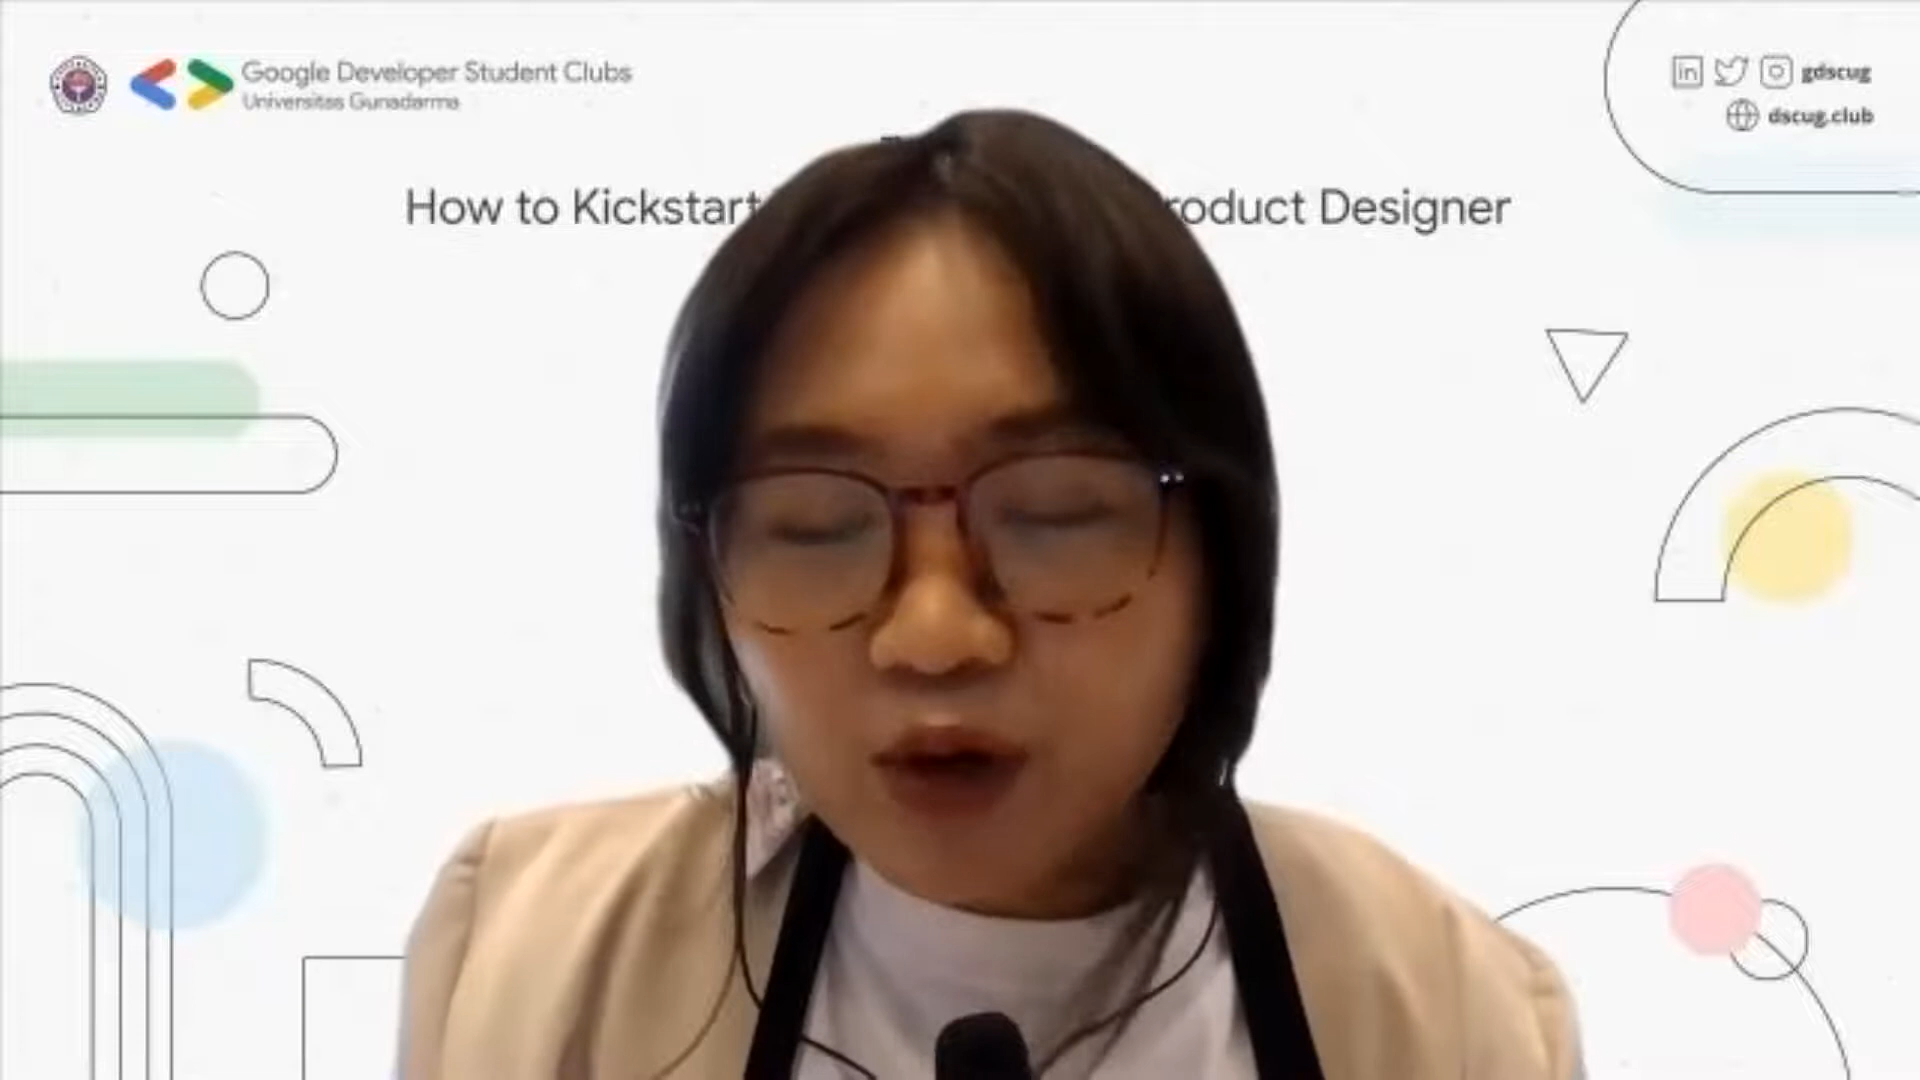 Google Developer Student Clubs
Universitas Gunadarma
gdscug
dscug.club
How to Kickstart
roduct Designer